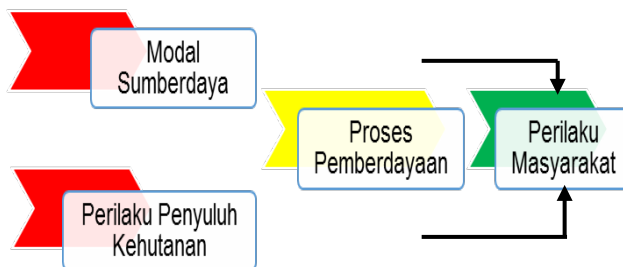 Modal
Sumberdaya
Proses
Pemberdayaan
Perilaku
Masyarakat
Perilaku Penyuluh
Kehutanan